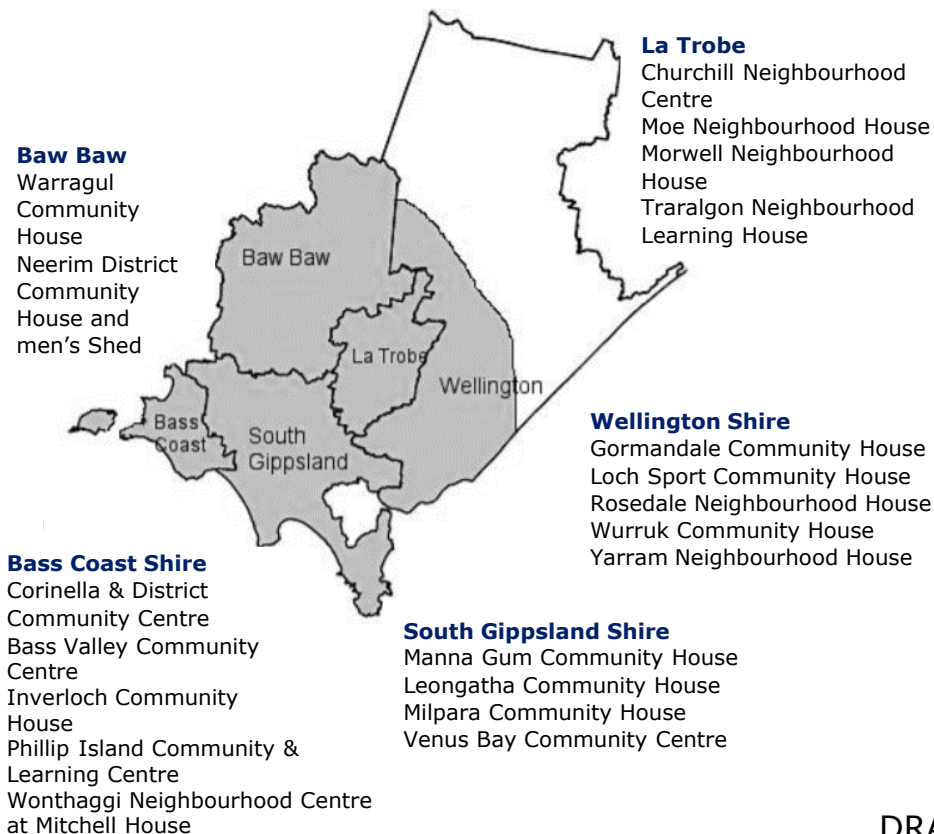 La Trobe
Churchill Neighbourhood
Centre
Moe Neighbourhood House
Morwell Neighbourhood
House
Traralgon Neighbourhood
Learning House
Baw Baw
Warragul
Community
House
Neerim District
Community
House and
men’s Shed
Baw Baw
La Trobe
Wellington
Bass
Coast
South
Gippsland
Wellington Shire
Gormandale Community House
Loch Sport Community House
Rosedale Neighbourhood House
Wurruk Community House
Yarram Neighbourhood House
Bass Coast Shire
Corinella & District
Community Centre
Bass Valley Community
Centre
Inverloch Community
House
Phillip Island Community &
Learning Centre
Wonthaggi Neighbourhood Centre
at Mitchell House
South Gippsland Shire
Manna Gum Community House
Leongatha Community House
Milpara Community House
Venus Bay Community Centre